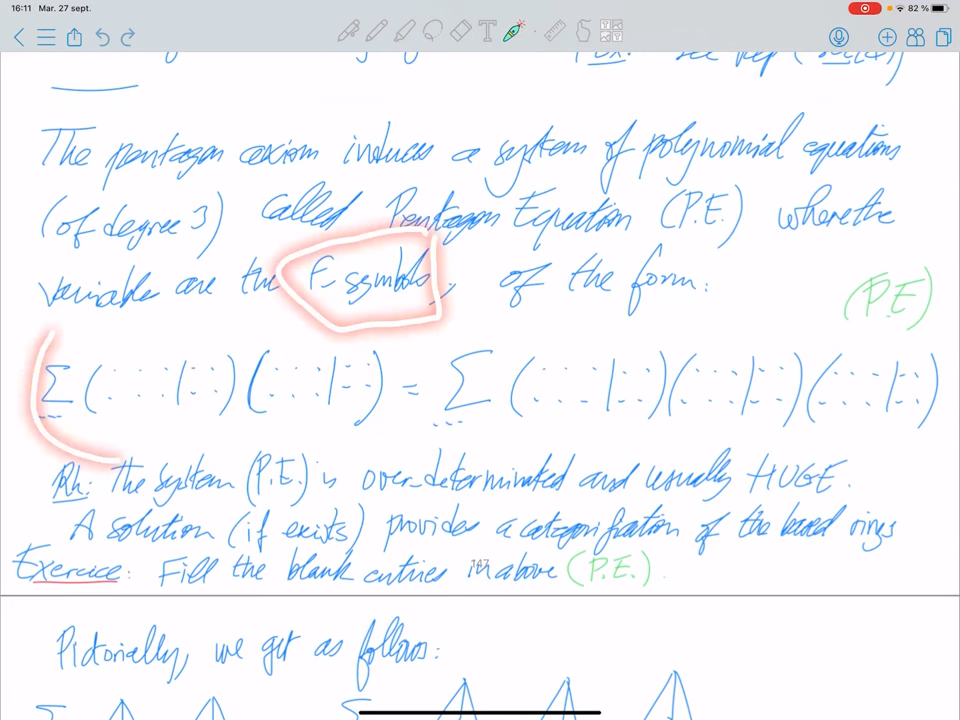 16:11 Mar. 27 sept. 82 %
see Rep (
The pentagon axiom induces a system of polynomial equations
(of degree 3) called Pentagon Equation (P.E.) where the
variable are the F-symbols, of the form:
(P.E)
Σ (::: | ::) (::: | ::) = Σ (::: | ::) (::: | ::) (::: | ::)
Rk: The system (P.E.) is over-determinated and usually HUGE.
A solution (if exists) provides a categorification of the based rings
Exercice: Fill the blank entries in above (P.E.).
Pictorially, we get as follows:
Σ Σ